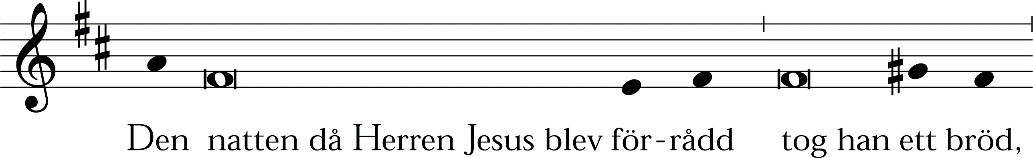 Den natten då Herren Jesus blev för-rådd tog han ett bröd,